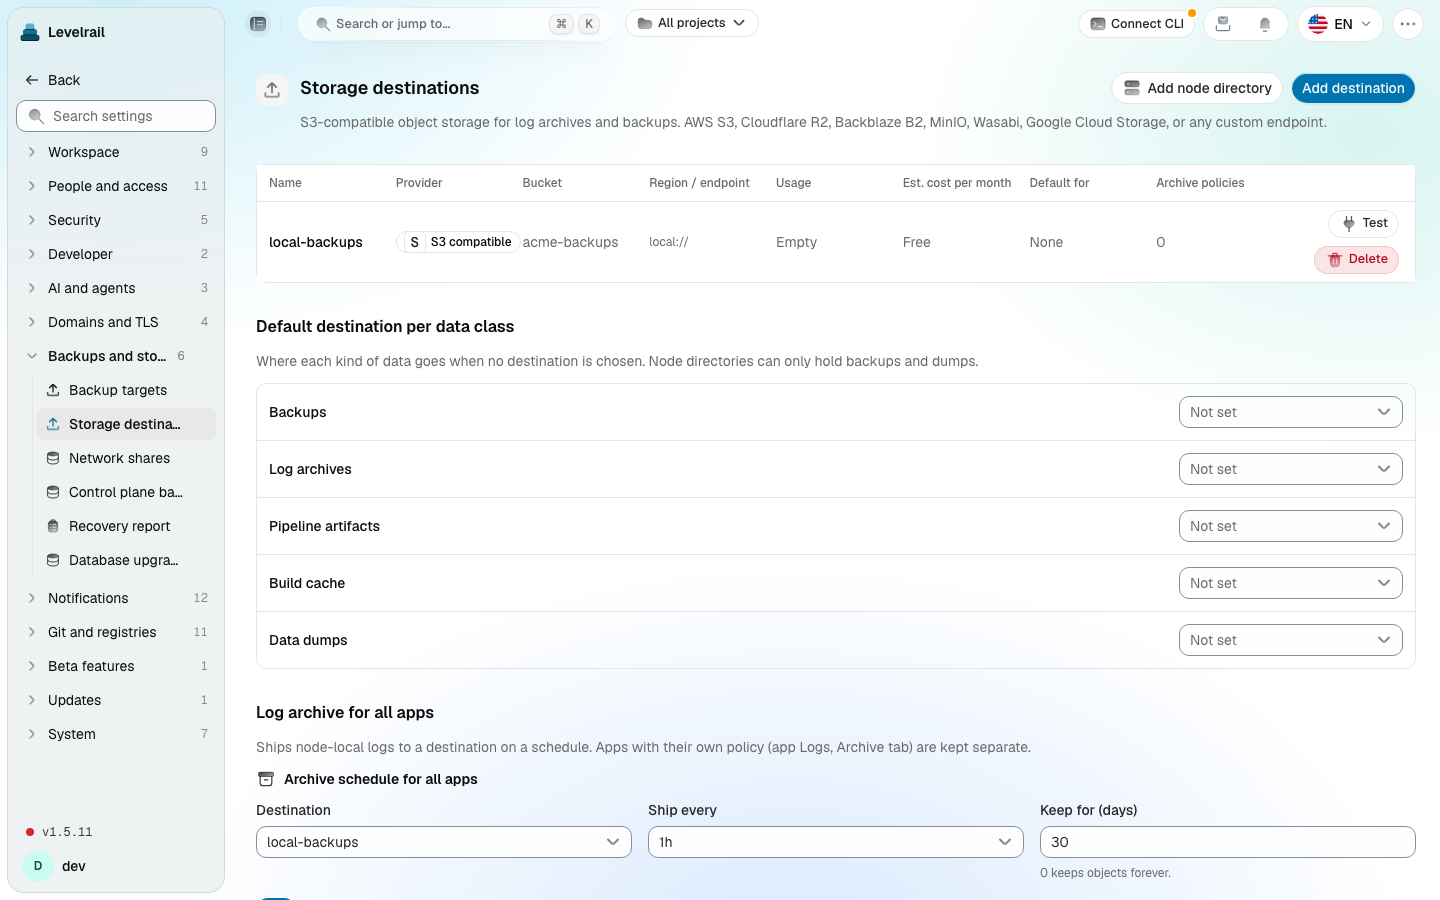 Levelrail
Search or jump to...
⌘ K
All projects
Connect CLI
EN
Back
Search settings
Workspace 9
People and access 11
Security 5
Developer 2
AI and agents 3
Domains and TLS 4
Backups and sto... 6
Backup targets
Storage destina...
Network shares
Control plane ba...
Recovery report
Database upgra...
Notifications 12
Git and registries 11
Beta features 1
Updates 1
System 7
v1.5.11
D dev
Storage destinations
Add node directory
Add destination
S3-compatible object storage for log archives and backups. AWS S3, Cloudflare R2, Backblaze B2, MinIO, Wasabi, Google Cloud Storage, or any custom endpoint.
Name Provider Bucket Region / endpoint Usage Est. cost per month Default for Archive policies
local-backups S S3 compatible acme-backups local:// Empty Free None 0
Test
Delete
Default destination per data class
Where each kind of data goes when no destination is chosen. Node directories can only hold backups and dumps.
Backups Not set
Log archives Not set
Pipeline artifacts Not set
Build cache Not set
Data dumps Not set
Log archive for all apps
Ships node-local logs to a destination on a schedule. Apps with their own policy (app Logs, Archive tab) are kept separate.
Archive schedule for all apps
Destination Ship every Keep for (days)
local-backups 1h 30
0 keeps objects forever.